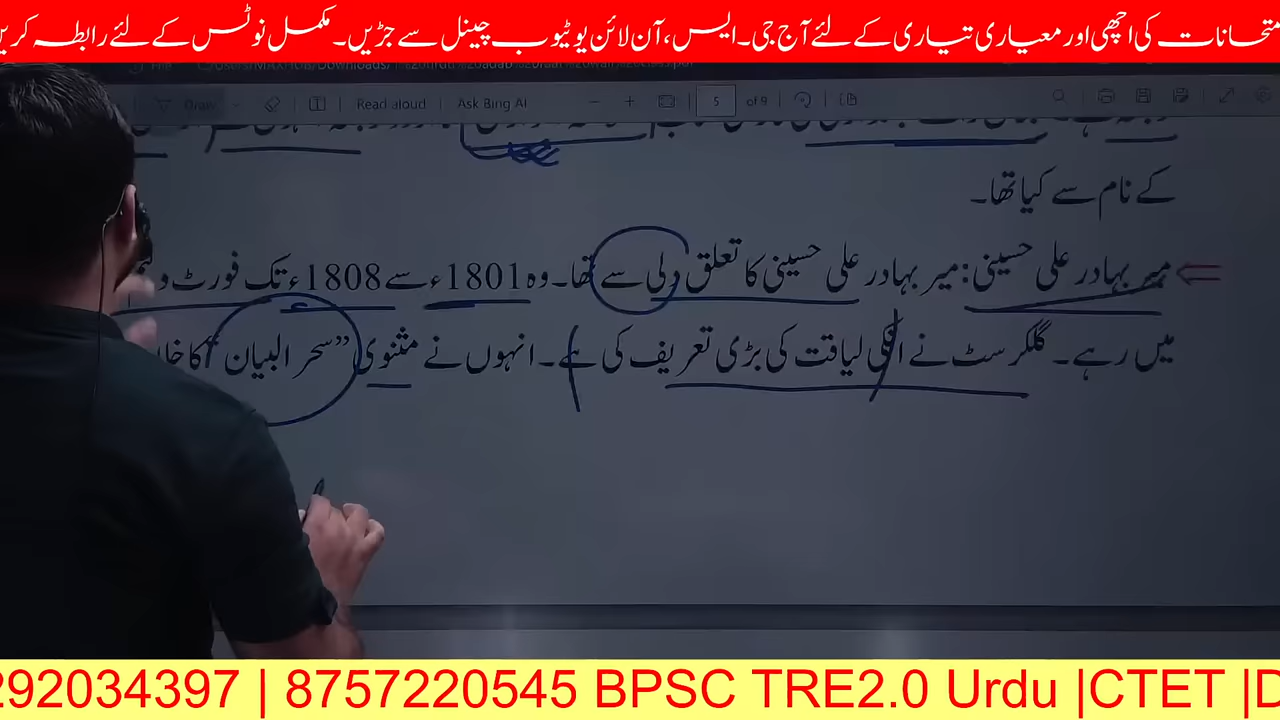 متحانات کی اچھی اور معیاری تیاری کے لئے آج جی۔ایس، آن لائن یوٹیوب چینل سے جڑیں۔ مکمل نوٹس کے لئے رابطہ کریں
Draw Read aloud Ask Bing AI 5 of 9
کے نام سے کیا تھا۔
میر بہادر علی حسینی: میر بہادر علی حسینی کا تعلق دلی سے تھا۔ وہ 1801ء سے 1808ء تک فورٹ و
میں رہے۔ گلکرسٹ نے انکی لیاقت کی بڑی تعریف کی ہے۔ انہوں نے مثنوی ”سحر البیان“ کا
292034397 | 8757220545 BPSC TRE2.0 Urdu |CTET |D